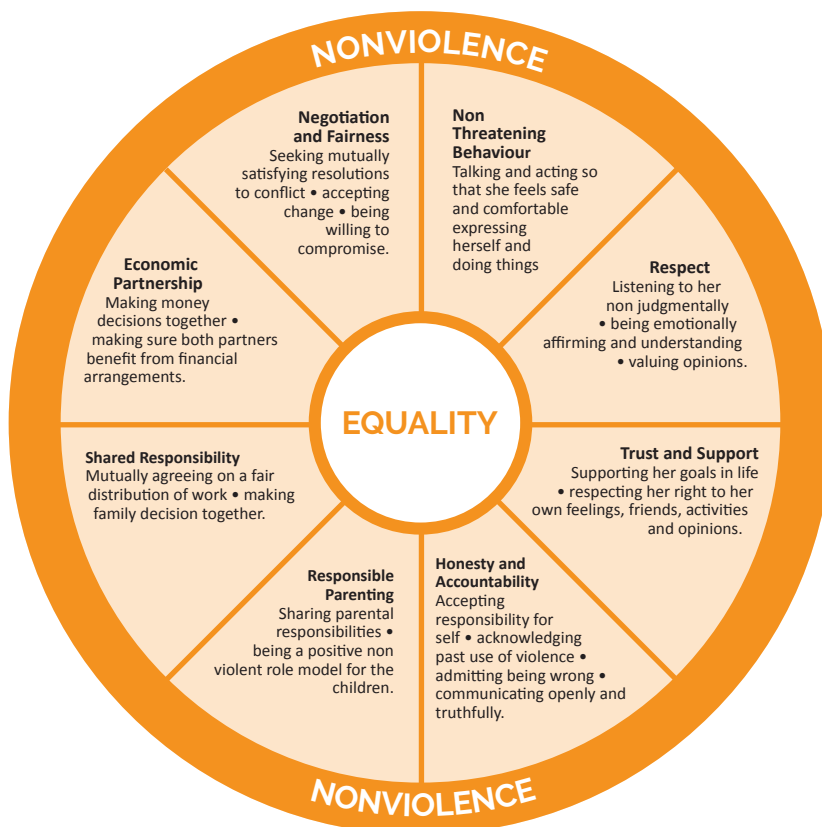 NONVIOLENCE
Negotiation
and Fairness
Seeking mutually
satisfying resolutions
to conflict • accepting
change • being
willing to
compromise.
Non
Threatening
Behaviour
Talking and acting so
that she feels safe
and comfortable
expressing
herself and
doing things
Economic
Partnership
Making money
decisions together •
making sure both partners
benefit from financial
arrangements.
Respect
Listening to her
non judgmentally
• being emotionally
affirming and understanding
• valuing opinions.
EQUALITY
Shared Responsibility
Mutually agreeing on a fair
distribution of work • making
family decision together.
Trust and Support
Supporting her goals in life
• respecting her right to her
own feelings, friends, activities
and opinions.
Responsible
Parenting
Sharing parental
responsibilities •
being a positive non
violent role model for the
children.
Honesty and
Accountability
Accepting
responsibility for
self • acknowledging
past use of violence •
admitting being wrong •
communicating openly and
truthfully.
NONVIOLENCE